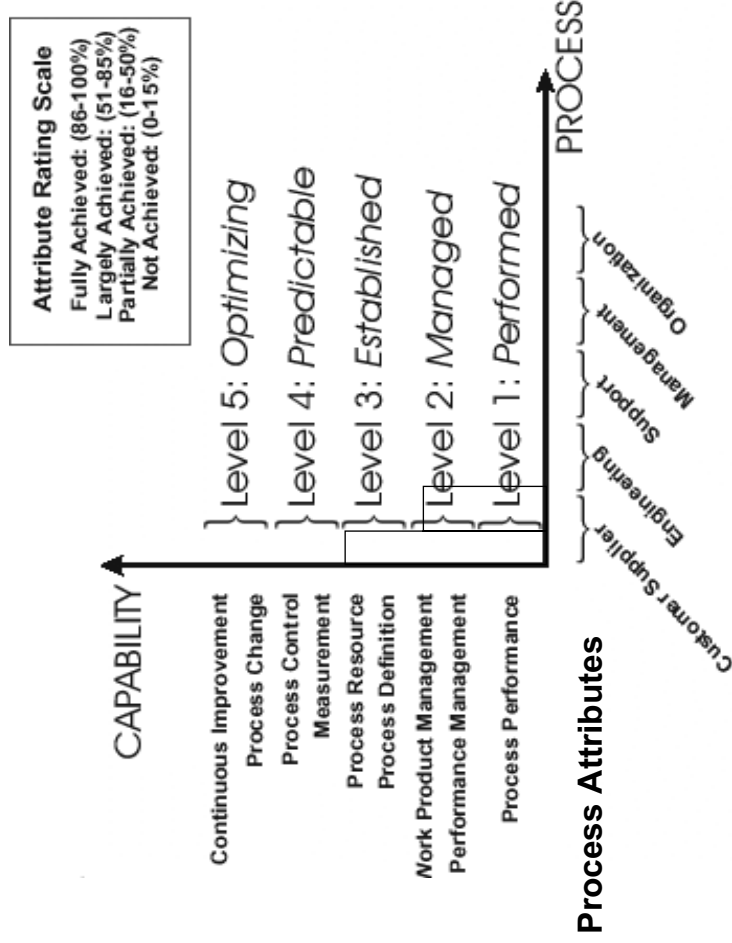 Attribute Rating Scale
Fully Achieved: (86-100%)
Largely Achieved: (51-85%)
Partially Achieved: (16-50%)
Not Achieved: (0-15%)
CAPABILITY
Continuous Improvement
Process Change
Level 5: Optimizing
Process Control
Measurement
Level 4: Predictable
Process Resource
Process Definition
Level 3: Established
Work Product Management
Performance Management
Level 2: Managed
Process Performance
Level 1: Performed
PROCESS
Process Attributes
Customer Supplier
Engineering
Support
Management
Organization